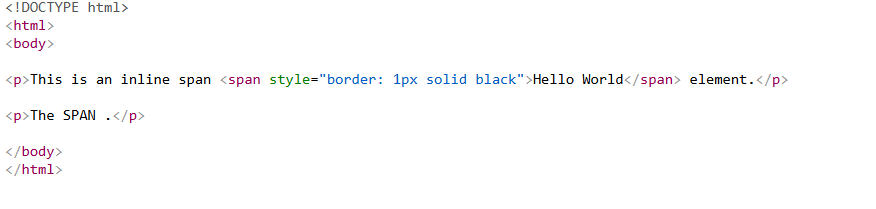 <!DOCTYPE html>
<html>
<body>
<p>This is an inline span <span style="border: 1px solid black">Hello World</span> element.</p>
<p>The SPAN .</p>
</body>
</html>